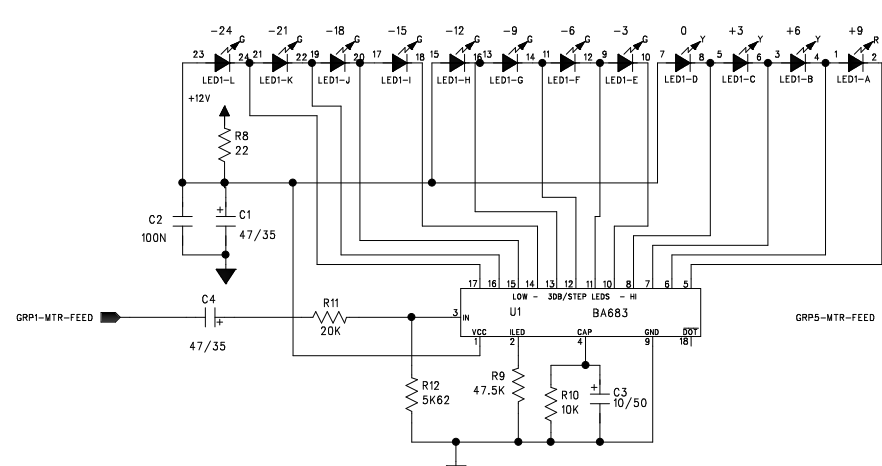 -24 -21 -18 -15 -12 -9 -6 -3 0 +3 +6 +9
G G G G G G G G Y Y Y R
23 24 21 22 19 20 17 18 15 16 13 14 11 12 9 10 7 8 5 6 3 4 1 2
LED1-L LED1-K LED1-J LED1-I LED1-H LED1-G LED1-F LED1-E LED1-D LED1-C LED1-B LED1-A
+12V
R8
22
C2
100N
+ C1
47/35
17 16 15 14 13 12 11 10 8 7 6 5
LOW - 3DB/STEP LEDS - HI
U1 BA683
GRP1-MTR-FEED
C4
+
47/35
R11
20K
3 IN
GRP5-MTR-FEED
VCC ILED CAP GND DOT
1 2 4 9 18
R12
5K62
R9
47.5K
R10
10K
+ C3
10/50